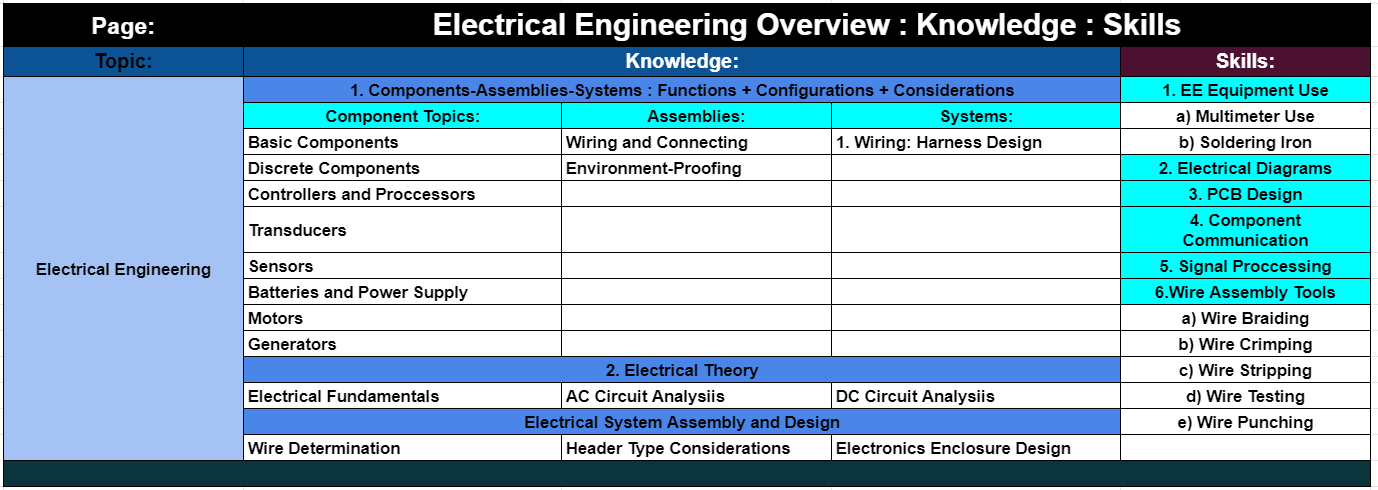 Page: Electrical Engineering Overview : Knowledge : Skills
Topic: Knowledge: Skills:
1. Components-Assemblies-Systems : Functions + Configurations + Considerations 1. EE Equipment Use
Component Topics: Assemblies: Systems: a) Multimeter Use
Basic Components Wiring and Connecting 1. Wiring: Harness Design b) Soldering Iron
Discrete Components Environment-Proofing 2. Electrical Diagrams
Controllers and Proccessors 3. PCB Design
Transducers 4. Component
Communication
Electrical Engineering Sensors 5. Signal Proccessing
Batteries and Power Supply 6.Wire Assembly Tools
Motors a) Wire Braiding
Generators b) Wire Crimping
2. Electrical Theory c) Wire Stripping
Electrical Fundamentals AC Circuit Analysiis DC Circuit Analysiis d) Wire Testing
Electrical System Assembly and Design e) Wire Punching
Wire Determination Header Type Considerations Electronics Enclosure Design